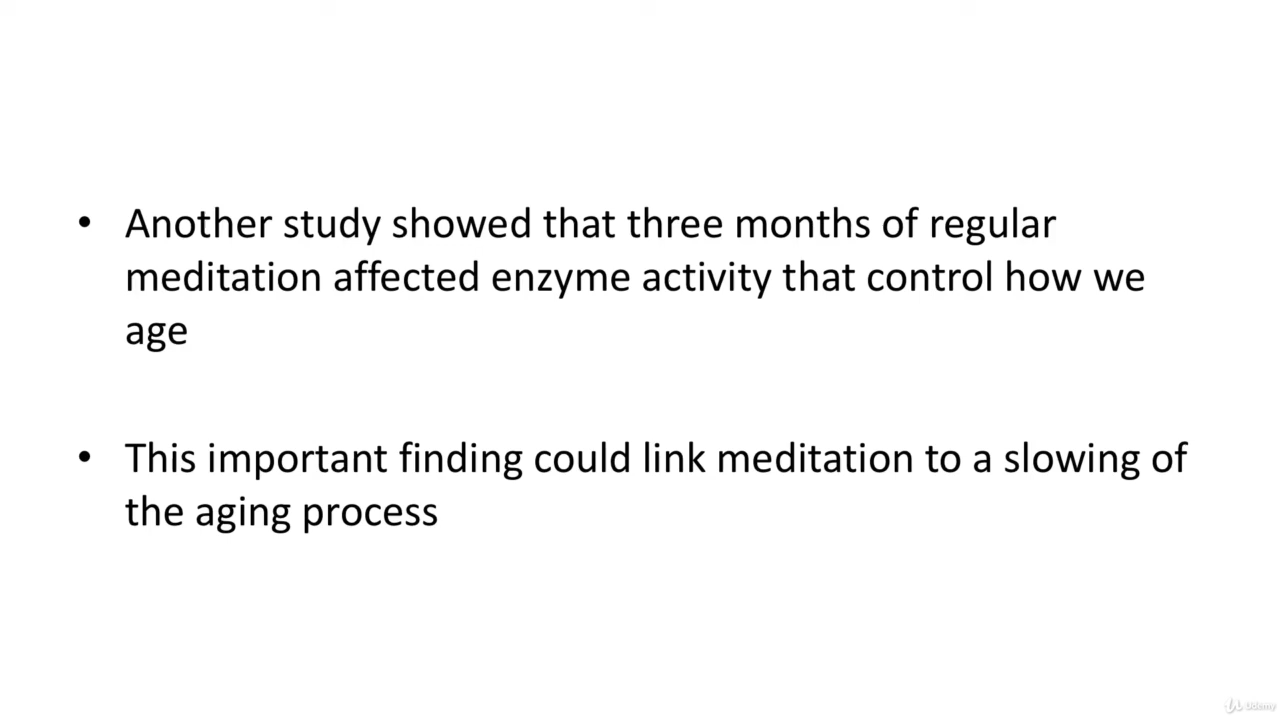 • Another study showed that three months of regular
meditation affected enzyme activity that control how we
age
• This important finding could link meditation to a slowing of
the aging process
Udemy